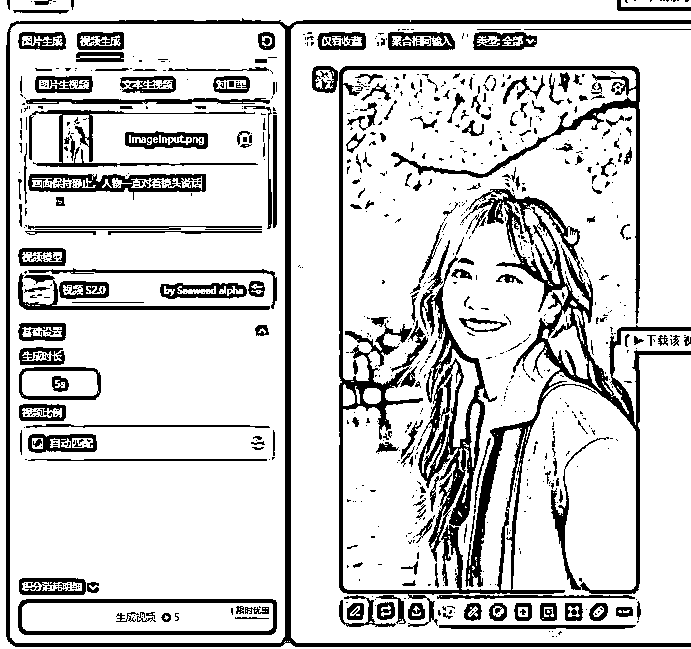 图片生成 视频生成
仅看收藏 聚合相同输入 类型:全部
图片生视频 文本生视频 对口型
ImageInput.png
画面保持静止,人物一直对着镜头说话
视频模型
视频 S2.0 by Seaweed alpha
基础设置
生成时长
5s
视频比例
自动匹配
▶ 下载该视
积分消耗明细
生成视频 5
限时优惠